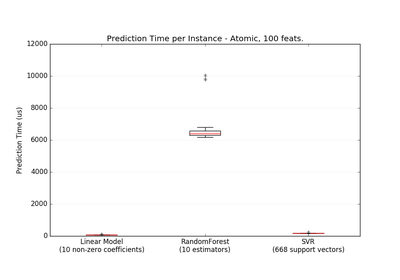 Prediction Time per Instance - Atomic, 100 feats.
12000
10000
8000
6000
4000
2000
0
Prediction Time (us)
Linear Model
(10 non-zero coefficients)
RandomForest
(10 estimators)
SVR
(668 support vectors)